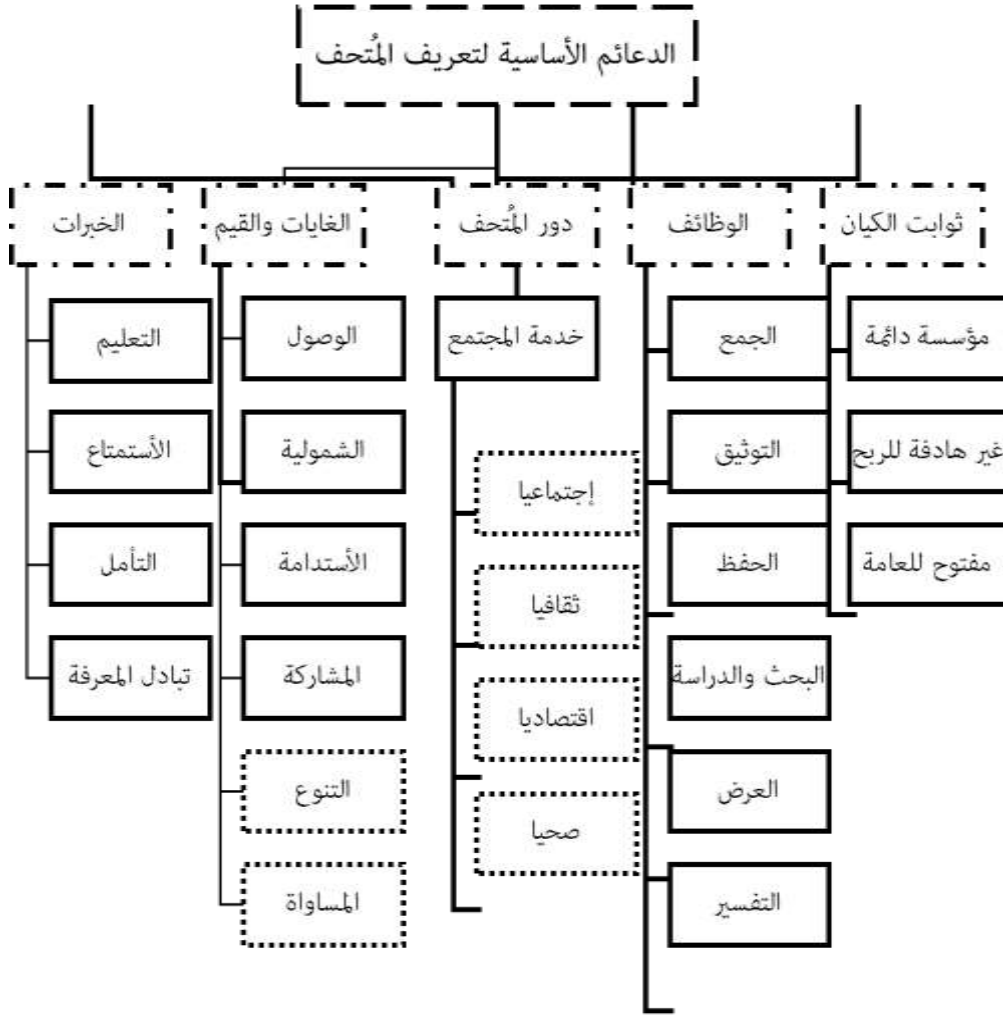 الدعائم الأساسية لتعريف المُتحف
ثوابت الكيان
مؤسسة دائمة
غير هادفة للربح
مفتوح للعامة
الوظائف
الجمع
التوثيق
الحفظ
البحث والدراسة
العرض
التفسير
دور المُتحف
خدمة المجتمع
إجتماعيا
ثقافيا
اقتصاديا
صحيا
الغايات والقيم
الوصول
الشمولية
الأستدامة
المشاركة
التنوع
المساواة
الخبرات
التعليم
الأستمتاع
التأمل
تبادل المعرفة